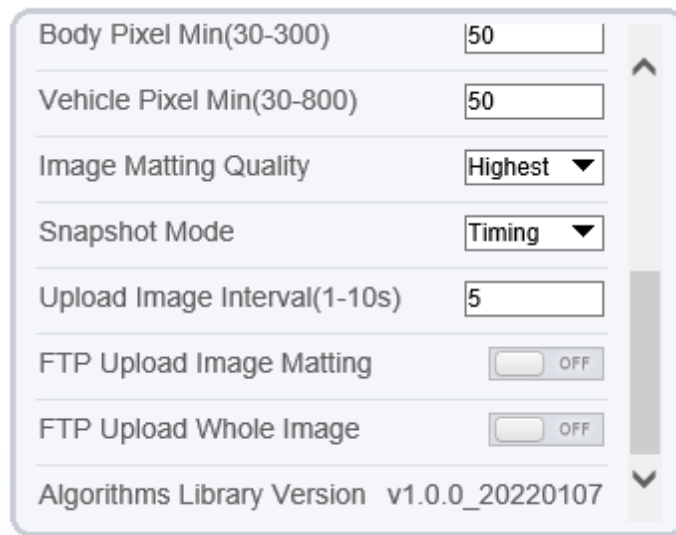 Body Pixel Min(30-300) 50
Vehicle Pixel Min(30-800) 50
Image Matting Quality Highest
Snapshot Mode Timing
Upload Image Interval(1-10s) 5
FTP Upload Image Matting OFF
FTP Upload Whole Image OFF
Algorithms Library Version v1.0.0_20220107